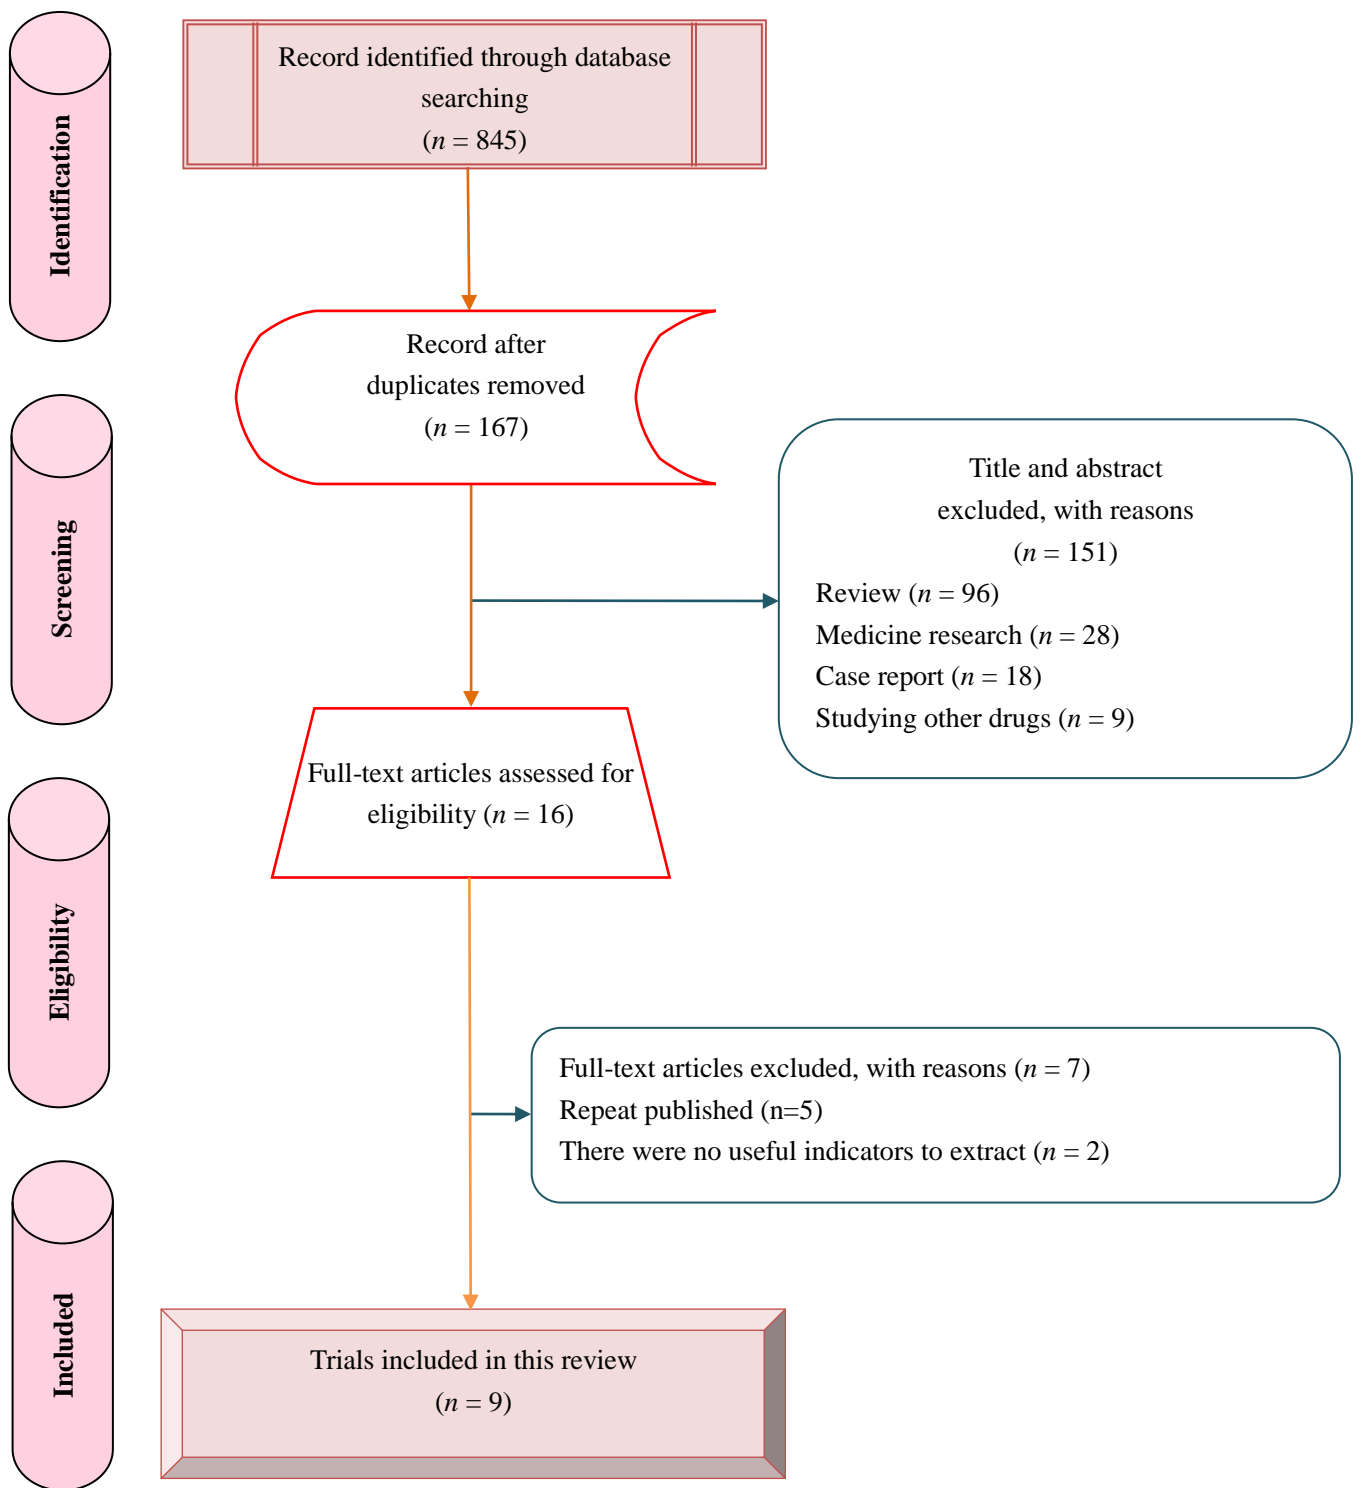 Identification
Record identified through database
searching
(n = 845)
Record after
duplicates removed
(n = 167)
Screening
Title and abstract
excluded, with reasons
(n = 151)
Review (n = 96)
Medicine research (n = 28)
Case report (n = 18)
Studying other drugs (n = 9)
Full-text articles assessed for
eligibility (n = 16)
Eligibility
Full-text articles excluded, with reasons (n = 7)
Repeat published (n=5)
There were no useful indicators to extract (n = 2)
Included
Trials included in this review
(n = 9)